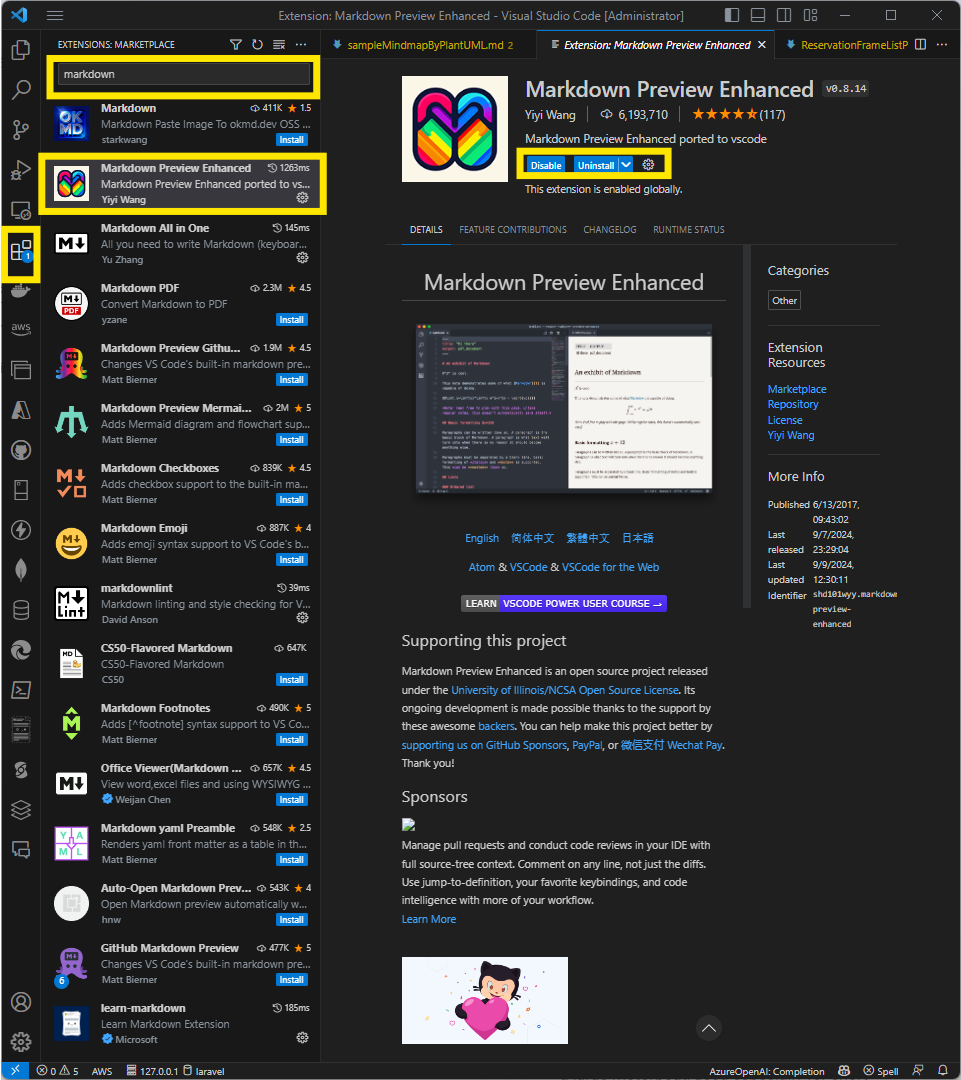 Extension: Markdown Preview Enhanced - Visual Studio Code [Administrator]
EXTENSIONS: MARKETPLACE
markdown
OKMD
Markdown 411K 1.5
Markdown Paste Image To okmd.dev OSS ...
starkwang Install
Markdown Preview Enhanced 1263ms
Markdown Preview Enhanced ported to vs...
Yiyi Wang
Markdown All in One 145ms
All you need to write Markdown (keyboar...
Yu Zhang
Markdown PDF 2.3M 4.5
Convert Markdown to PDF
yzane Install
Markdown Preview Githu... 1.9M 4.5
Changes VS Code's built-in markdown pre...
Matt Bierner Install
Markdown Preview Mermai... 2M 5
Adds Mermaid diagram and flowchart sup...
Matt Bierner Install
Markdown Checkboxes 839K 4.5
Adds checkbox support to the built-in ma...
Matt Bierner Install
Markdown Emoji 887K 4
Adds emoji syntax support to VS Code's b...
Matt Bierner Install
markdownlint 39ms
Markdown linting and style checking for V...
David Anson
CS50-Flavored Markdown 647K
CS50-Flavored Markdown
CS50 Install
Markdown Footnotes 490K 5
Adds [^footnote] syntax support to VS Co...
Matt Bierner Install
Office Viewer(Markdown ... 657K 4.5
View word,excel files and using WYSIWYG ...
Weijan Chen Install
Markdown yaml Preamble 548K 2.5
Renders yaml front matter as a table in th...
Matt Bierner Install
Auto-Open Markdown Prev... 543K 4
Open Markdown preview automatically w...
hnw Install
GitHub Markdown Preview 477K 5
Changes VS Code's built-in markdown pre...
Matt Bierner Install
6
learn-markdown 185ms
Learn Markdown Extension
Microsoft
1
aws
sampleMindmapByPlantUML.md 2
Extension: Markdown Preview Enhanced
ReservationFrameListP
Markdown Preview Enhanced v0.8.14
Yiyi Wang 6,193,710 (117)
Markdown Preview Enhanced ported to vscode
Disable Uninstall
This extension is enabled globally.
DETAILS FEATURE CONTRIBUTIONS CHANGELOG RUNTIME STATUS
Markdown Preview Enhanced
An exhibit of Markdown
English 简体中文 繁體中文 日本語
Atom & VSCode & VSCode for the Web
LEARN VSCODE POWER USER COURSE →
Supporting this project
Markdown Preview Enhanced is an open source project released
under the University of Illinois/NCSA Open Source License. Its
ongoing development is made possible thanks to the support by
these awesome backers. You can help make this project better by
supporting us on GitHub Sponsors, PayPal, or 微信支付 Wechat Pay.
Thank you!
Sponsors
Manage pull requests and conduct code reviews in your IDE with
full source-tree context. Comment on any line, not just the diffs.
Use jump-to-definition, your favorite keybindings, and code
intelligence with more of your workflow.
Learn More
Categories
Other
Extension
Resources
Marketplace
Repository
License
Yiyi Wang
More Info
Published 6/13/2017,
09:43:02
Last 9/7/2024,
released 23:29:04
Last 9/9/2024,
updated 12:30:11
Identifier shd101wyy.markdown
preview-
enhanced
0 5 AWS 127.0.0.1 laravel
AzureOpenAI: Completion Spell